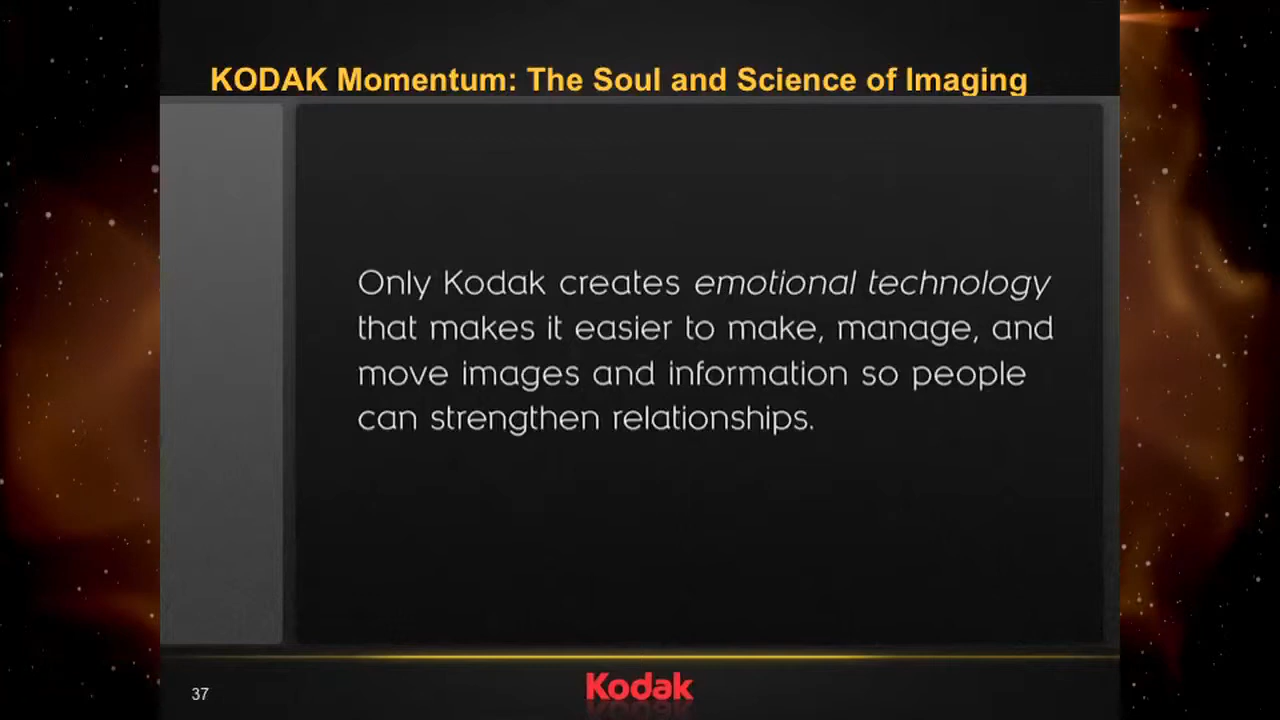 KODAK Momentum: The Soul and Science of Imaging
Only Kodak creates emotional technology
that makes it easier to make, manage, and
move images and information so people
can strengthen relationships.
37
Kodak